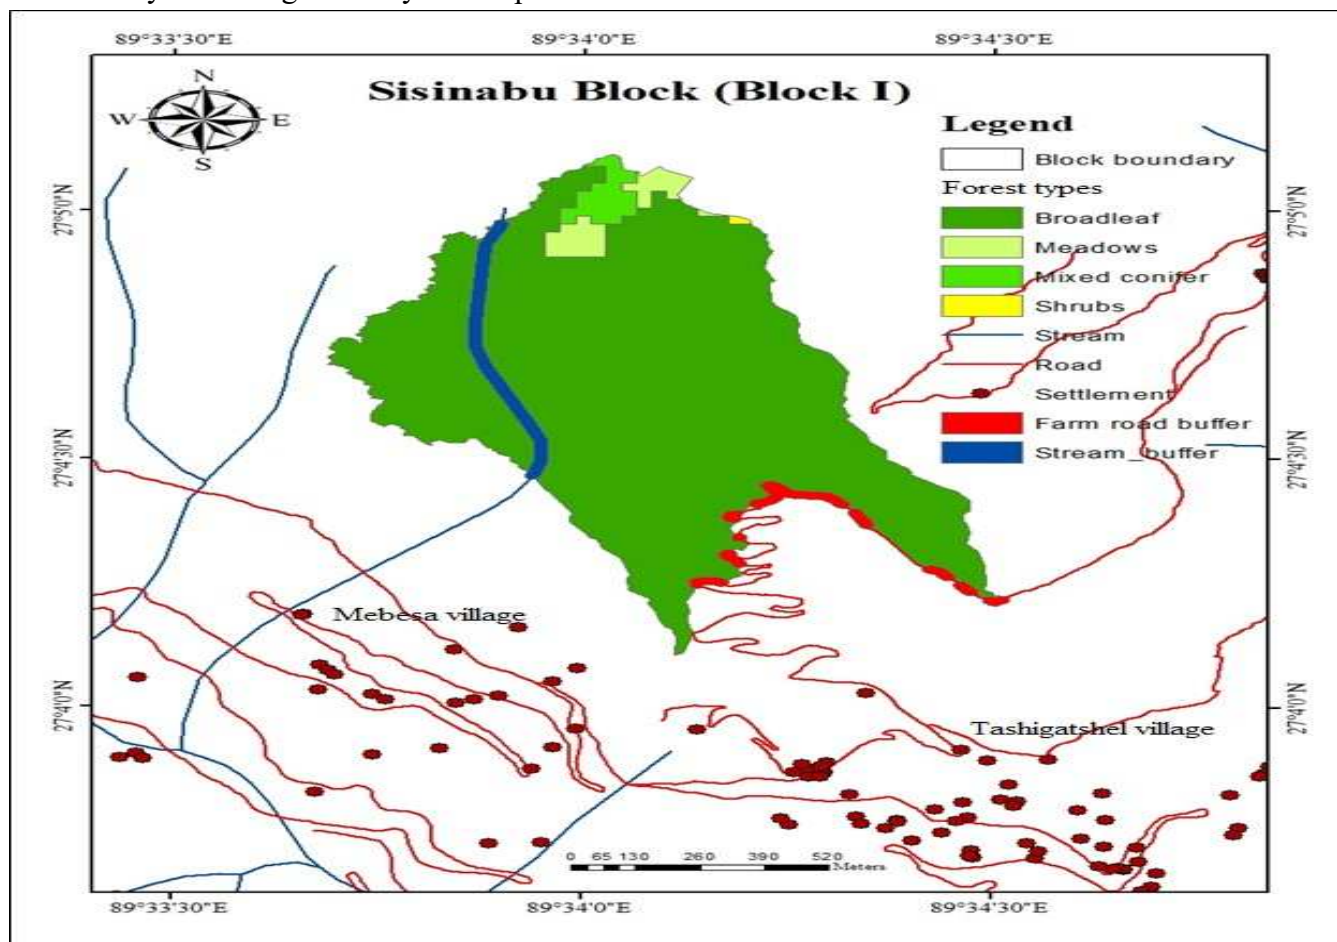 89°33'30"E 89°34'0"E 89°34'30"E
Sisinabu Block (Block I)
N
W E
S
Legend
Block boundary
Forest types
Broadleaf
Meadows
Mixed conifer
Shrubs
Stream
Road
Settlement
Farm road buffer
Stream_buffer
27°5'0"N 27°5'0"N
27°4'30"N 27°4'30"N
Mebesa village
27°4'0"N 27°4'0"N
Tashigatshel village
0 65 130 260 390 520
Meters
89°33'30"E 89°34'0"E 89°34'30"E